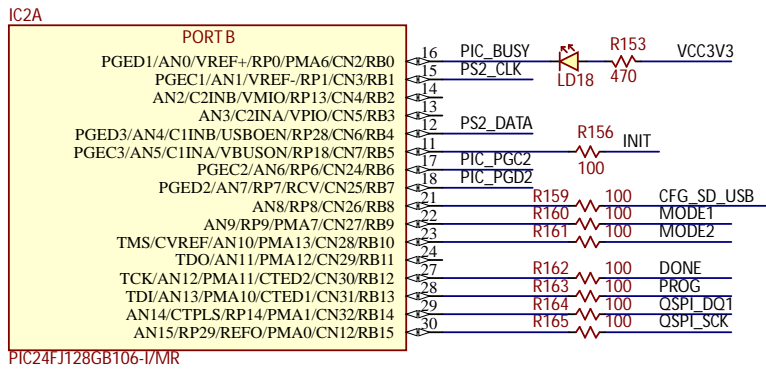 IC2A
PORT B
PGED1/AN0/VREF+/RP0/PMA6/CN2/RB0 16 PIC_BUSY LD18 R153 470 VCC3V3
PGEC1/AN1/VREF-/RP1/CN3/RB1 15 PS2_CLK
AN2/C2INB/VMIO/RP13/CN4/RB2 14
AN3/C2INA/VPIO/CN5/RB3 13
PGED3/AN4/C1INB/USBOEN/RP28/CN6/RB4 12 PS2_DATA
PGEC3/AN5/C1INA/VBUSON/RP18/CN7/RB5 11 R156 100 INIT
PGEC2/AN6/RP6/CN24/RB6 17 PIC_PGC2
PGED2/AN7/RP7/RCV/CN25/RB7 18 PIC_PGD2
AN8/RP8/CN26/RB8 21 R159 100 CFG_SD_USB
AN9/RP9/PMA7/CN27/RB9 22 R160 100 MODE1
TMS/CVREF/AN10/PMA13/CN28/RB10 23 R161 100 MODE2
TDO/AN11/PMA12/CN29/RB11 24
TCK/AN12/PMA11/CTED2/CN30/RB12 27 R162 100 DONE
TDI/AN13/PMA10/CTED1/CN31/RB13 28 R163 100 PROG
AN14/CTPLS/RP14/PMA1/CN32/RB14 29 R164 100 QSPI_DQ1
AN15/RP29/REFO/PMA0/CN12/RB15 30 R165 100 QSPI_SCK
PIC24FJ128GB106-I/MR